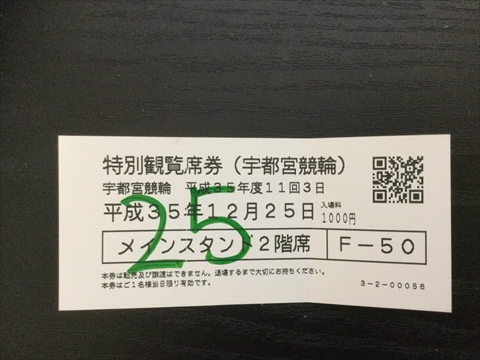 特別観覧席券（宇都宮競輪）
宇都宮競輪　平成35年度11回3日
平成35年12月25日
入場料
1000円
25
メインスタンド2階席
F－50
本券は転売及び譲渡はできません。退場するまで大切にお持ちください。
本券はご1名様当日限り有効です。
3-2-00056